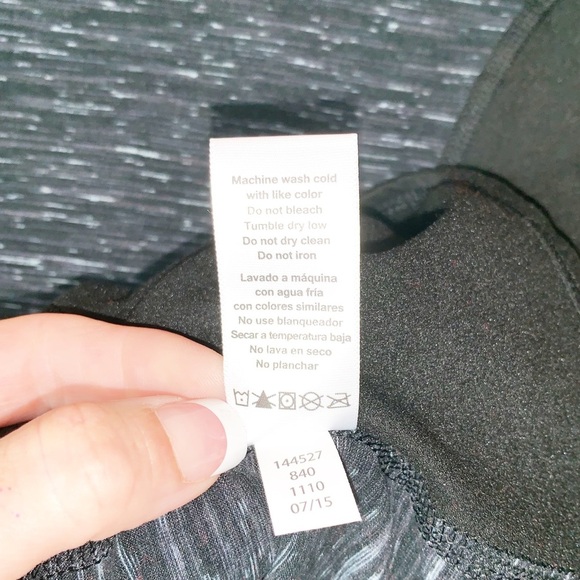 Machine wash cold
with like color
Do not bleach
Tumble dry low
Do not dry clean
Do not iron
Lavado a máquina
con agua fría
con colores similares
No use blanqueador
Secar a temperatura baja
No lava en seco
No planchar
144527
840
1110
07/15